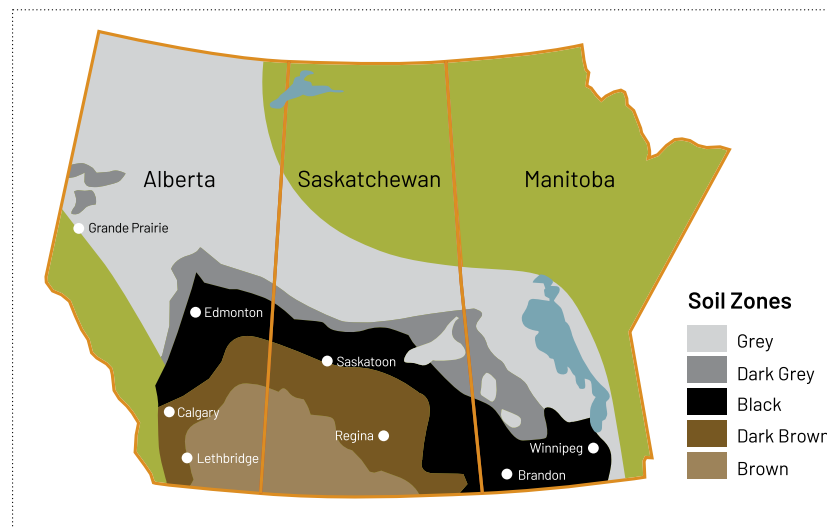 Alberta
Saskatchewan
Manitoba
Grande Prairie
Edmonton
Saskatoon
Calgary
Regina
Lethbridge
Winnipeg
Brandon
Soil Zones
Grey
Dark Grey
Black
Dark Brown
Brown